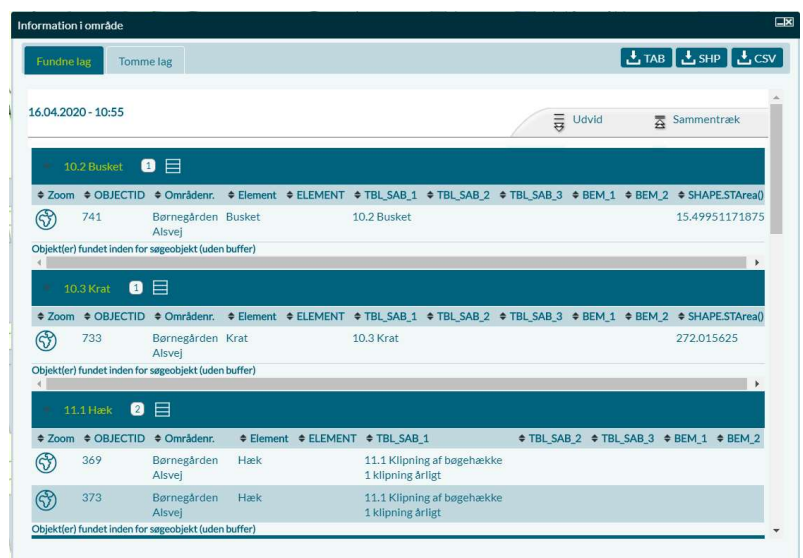 Information i område
Fundne lag Tomme lag TAB SHP CSV
16.04.2020 - 10:55
Udvid Sammentræk
10.2 Busket 1
Zoom OBJECTID Områdenr. Element ELEMENT TBL_SAB_1 TBL_SAB_2 TBL_SAB_3 BEM_1 BEM_2 SHAPE.STArea()
741 Børnegården Busket 10.2 Busket 15.49951171875
Alsvej
Objekt(er) fundet inden for søgeobjekt (uden buffer)
10.3 Krat 1
Zoom OBJECTID Områdenr. Element ELEMENT TBL_SAB_1 TBL_SAB_2 TBL_SAB_3 BEM_1 BEM_2 SHAPE.STArea()
733 Børnegården Krat 10.3 Krat 272.015625
Alsvej
Objekt(er) fundet inden for søgeobjekt (uden buffer)
11.1 Hæk 2
Zoom OBJECTID Områdenr. Element ELEMENT TBL_SAB_1 TBL_SAB_2 TBL_SAB_3 BEM_1 BEM_2
369 Børnegården Hæk 11.1 Klipning af bøgehække
Alsvej 1 klipning årligt
373 Børnegården Hæk 11.1 Klipning af bøgehække
Alsvej 1 klipning årligt
Objekt(er) fundet inden for søgeobjekt (uden buffer)